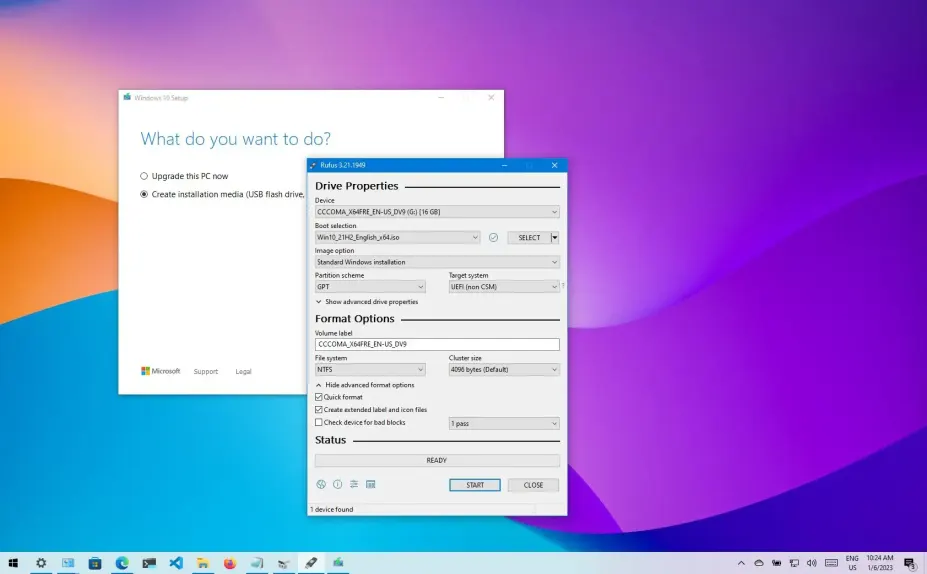 Windows 10 Setup
What do you want to do?
Upgrade this PC now
Create installation media (USB flash drive,
Microsoft
Support
Legal
Rufus 3.21.1949
Drive Properties
Device
CCCOMA_X64FRE_EN-US_DV9 (G:) [16 GB]
Boot selection
Win10_21H2_English_x64.iso
SELECT
Image option
Standard Windows installation
Partition scheme
Target system
GPT
UEFI (non CSM)
?
Show advanced drive properties
Format Options
Volume label
CCCOMA_X64FRE_EN-US_DV9
File system
Cluster size
NTFS
4096 bytes (Default)
Hide advanced format options
Quick format
Create extended label and icon files
Check device for bad blocks
1 pass
Status
READY
START
CLOSE
1 device found
ENG
US
10:24 AM
1/6/2023